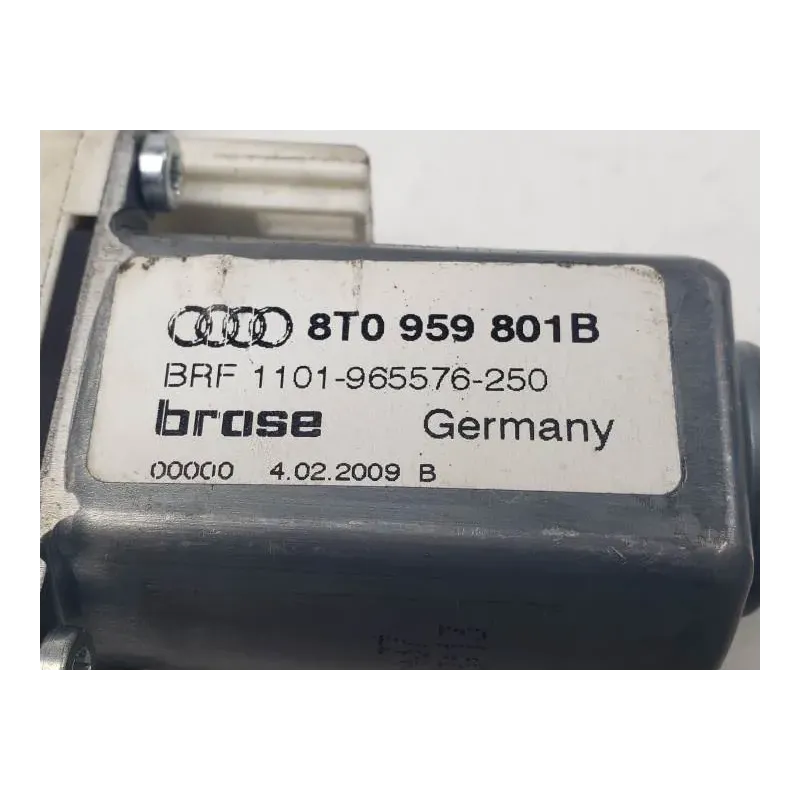 8T0 959 801B
BRF 1101-965576-250
brose Germany
00000 4.02.2009 B